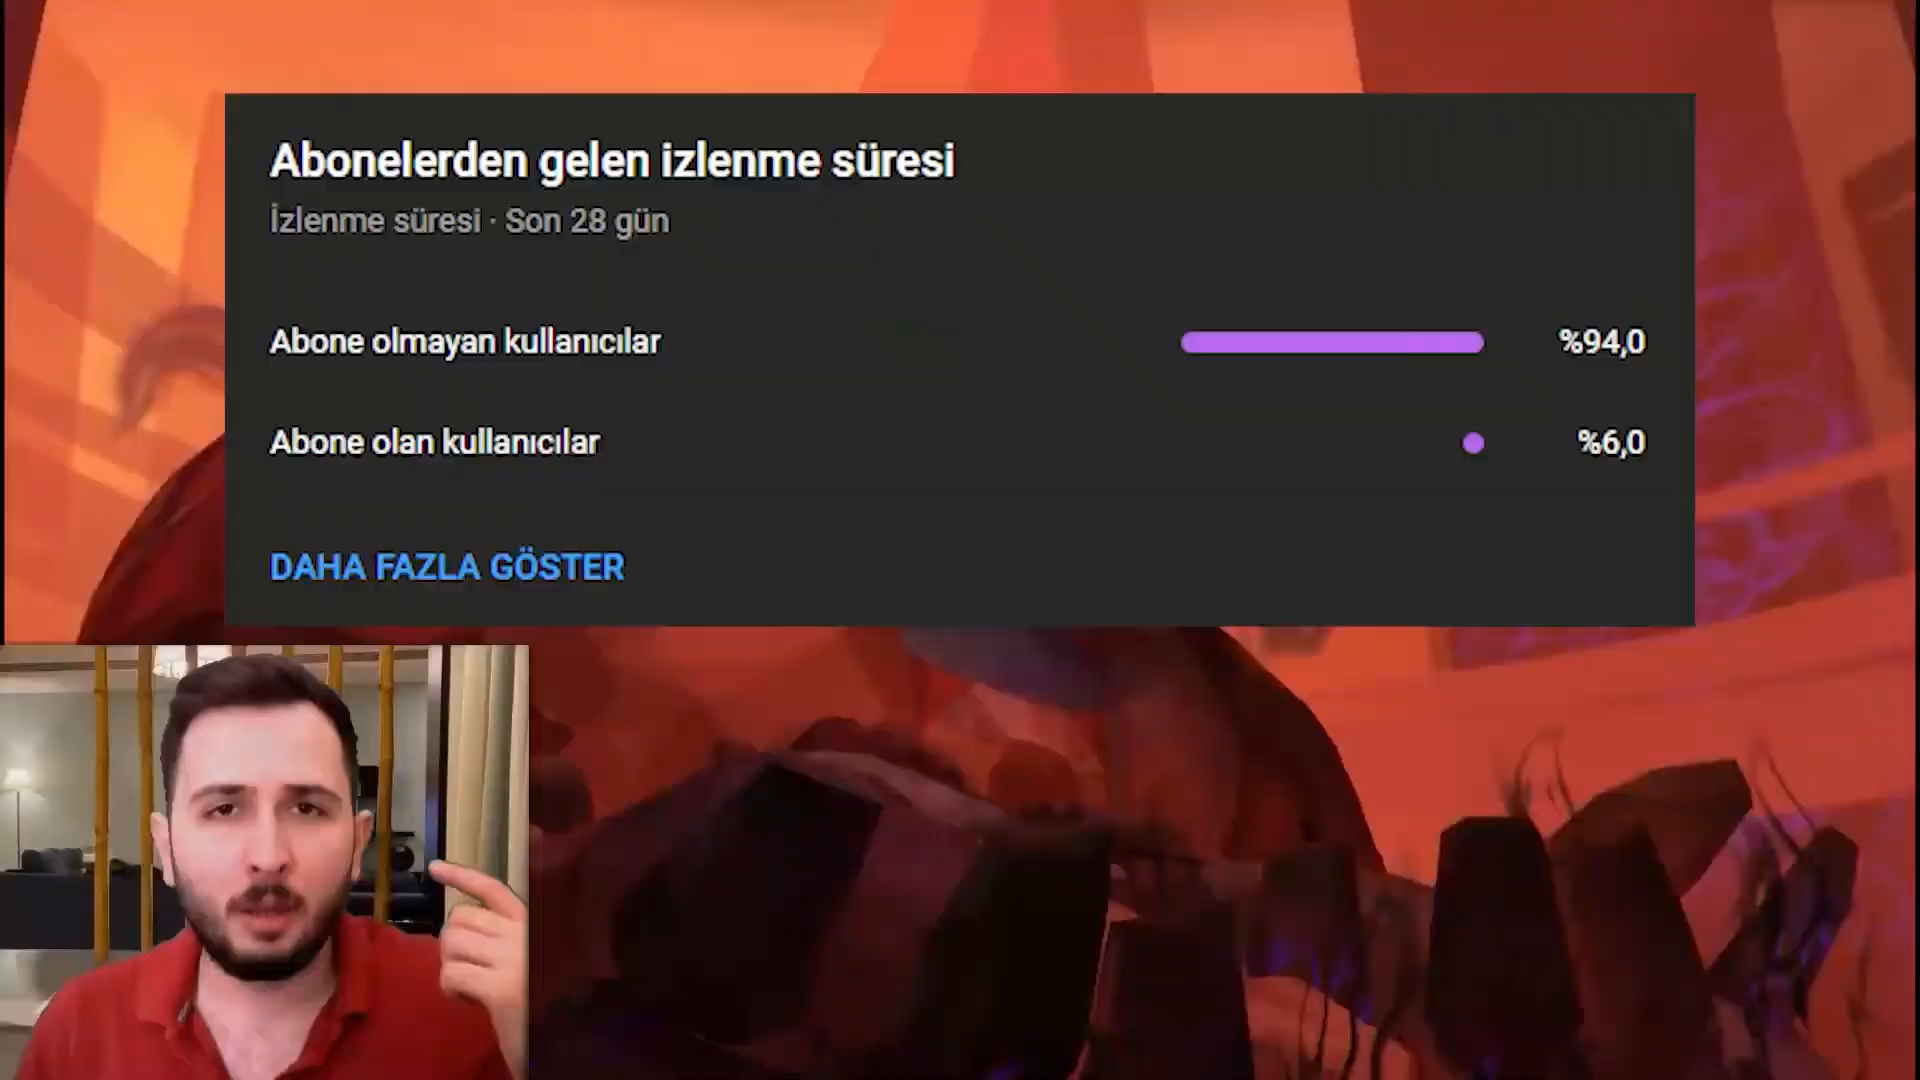 Abonelerden gelen izlenme süresi
İzlenme süresi · Son 28 gün
Abone olmayan kullanıcılar %94,0
Abone olan kullanıcılar %6,0
DAHA FAZLA GÖSTER